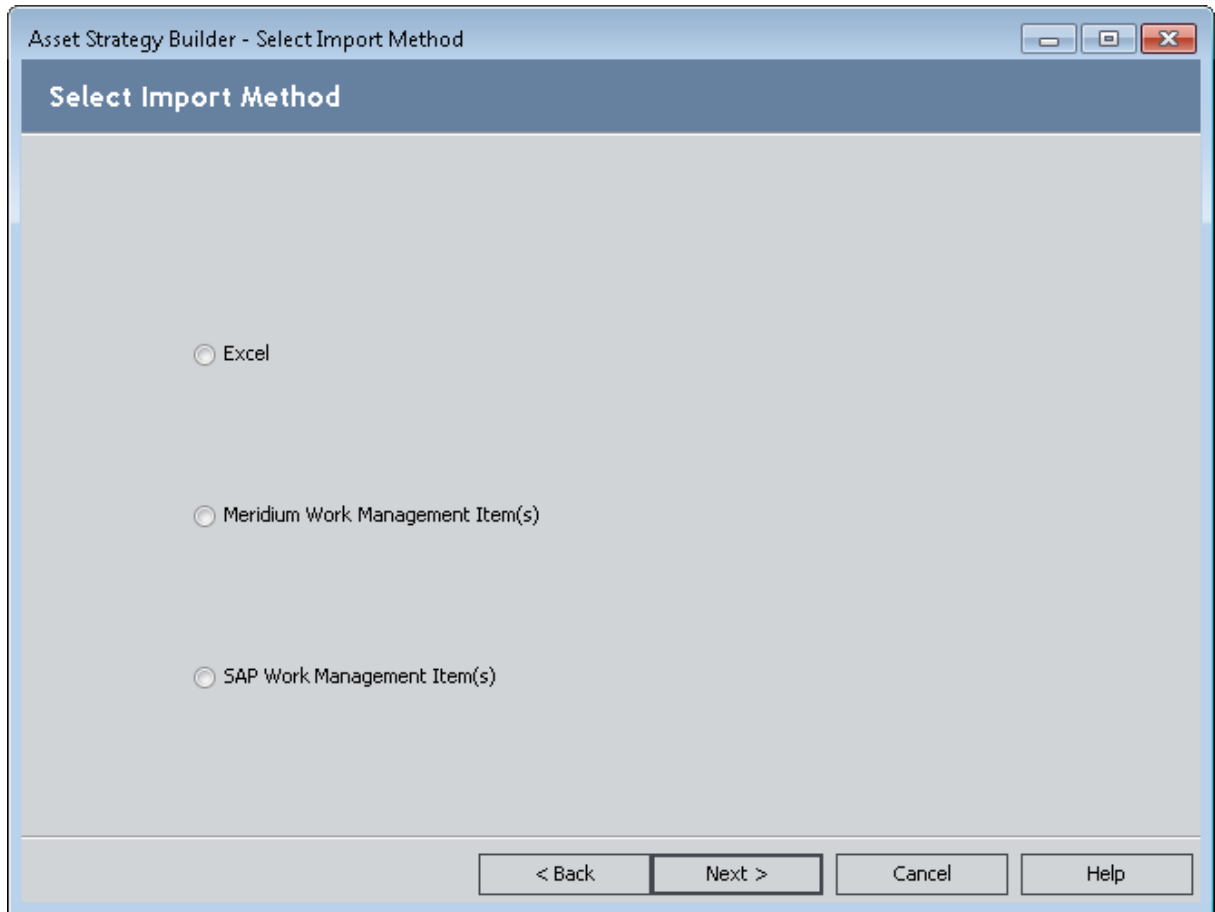 Asset Strategy Builder - Select Import Method
Select Import Method
Excel
Meridium Work Management Item(s)
SAP Work Management Item(s)
< Back Next > Cancel Help